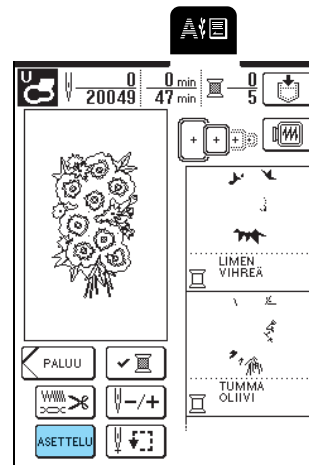 A
U
0
20049
0 min
47 min
0
5
LIMEN
VIHREÄ
TUMMA
OLIIVI
PALUU
-/+
ASETTELU